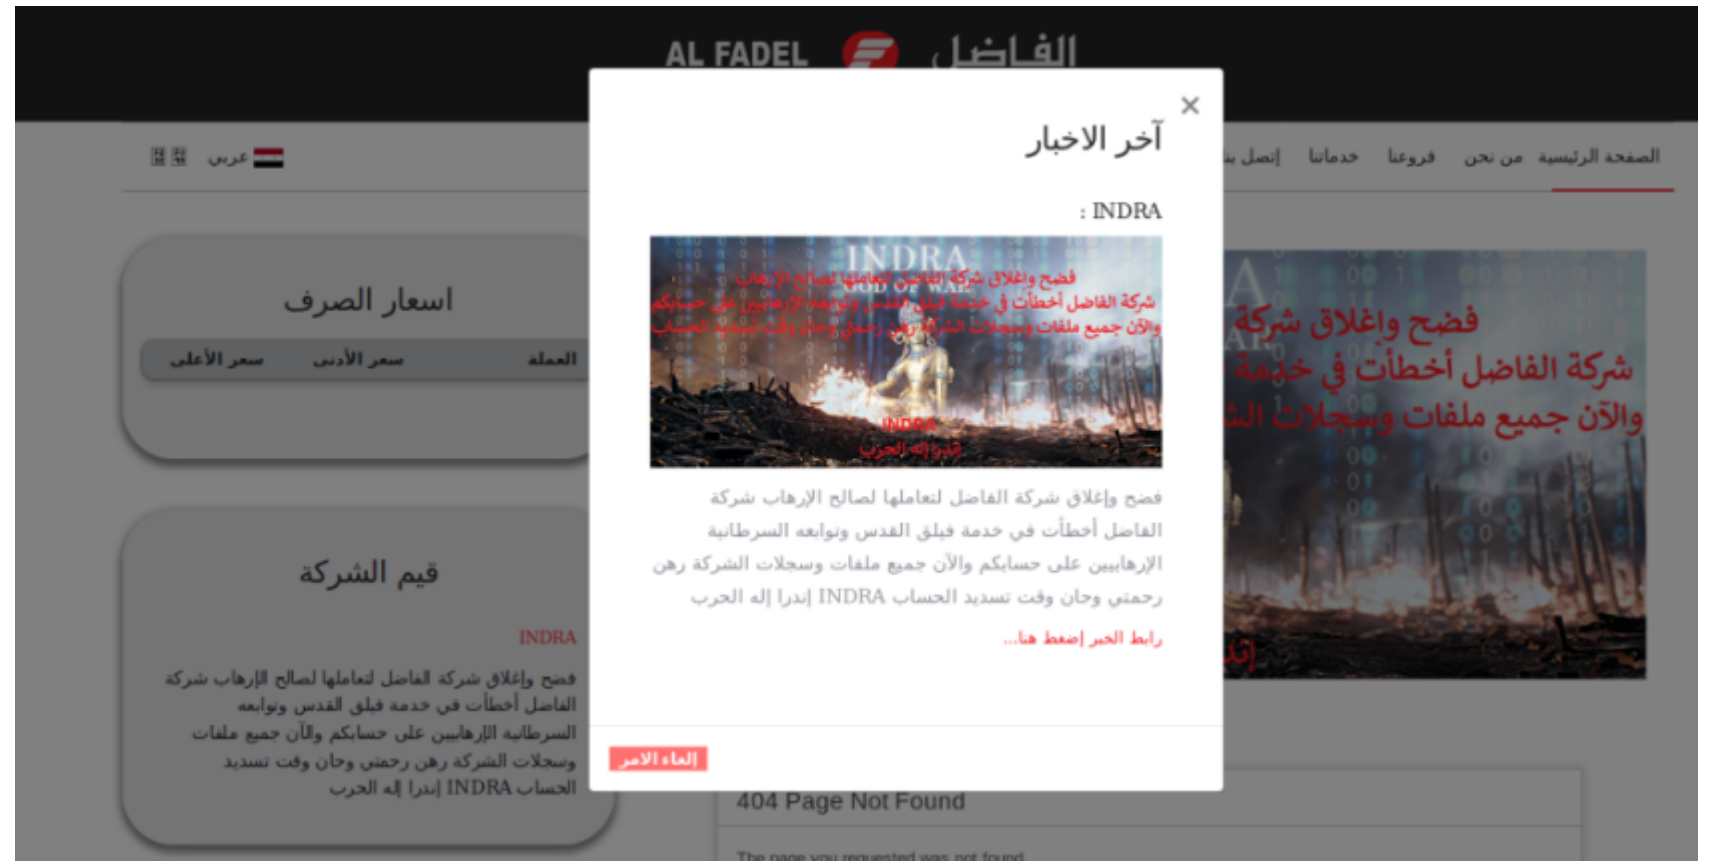 AL FADEL الفاضل
الصفحة الرئيسية من نحن فروعنا خدماتنا إتصل بنا
عربي
×
آخر الاخبار
INDRA :
INDRA
GOD OF WAR
فضح وإغلاق شركة الفاضل لتعاملها لصالح الإرهاب
شركة الفاضل أخطأت في خدمة فيلق القدس وتوابعه الإرهابيين على حسابكم
والآن جميع ملفات وسجلات الشركة رهن رحمتي وحان وقت تسديد الحساب
INDRA
إندرا إله الحرب
فضح وإغلاق شركة الفاضل لتعاملها لصالح الإرهاب شركة
الفاضل أخطأت في خدمة فيلق القدس وتوابعه السرطانية
الإرهابيين على حسابكم والآن جميع ملفات وسجلات الشركة رهن
رحمتي وحان وقت تسديد الحساب INDRA إندرا إله الحرب
رابط الخبر إضغط هنا...
إلغاء الامر
فضح وإغلاق شركة
شركة الفاضل أخطأت في خدمة
والآن جميع ملفات وسجلات
اسعار الصرف
العملة سعر الأدنى سعر الأعلى
قيم الشركة
INDRA
فضح وإغلاق شركة الفاضل لتعاملها لصالح الإرهاب شركة
الفاضل أخطأت في خدمة فيلق القدس وتوابعه
السرطانية الإرهابيين على حسابكم والآن جميع ملفات
وسجلات الشركة رهن رحمتي وحان وقت تسديد
الحساب INDRA إندرا إله الحرب
404 Page Not Found
The page you requested was not found.